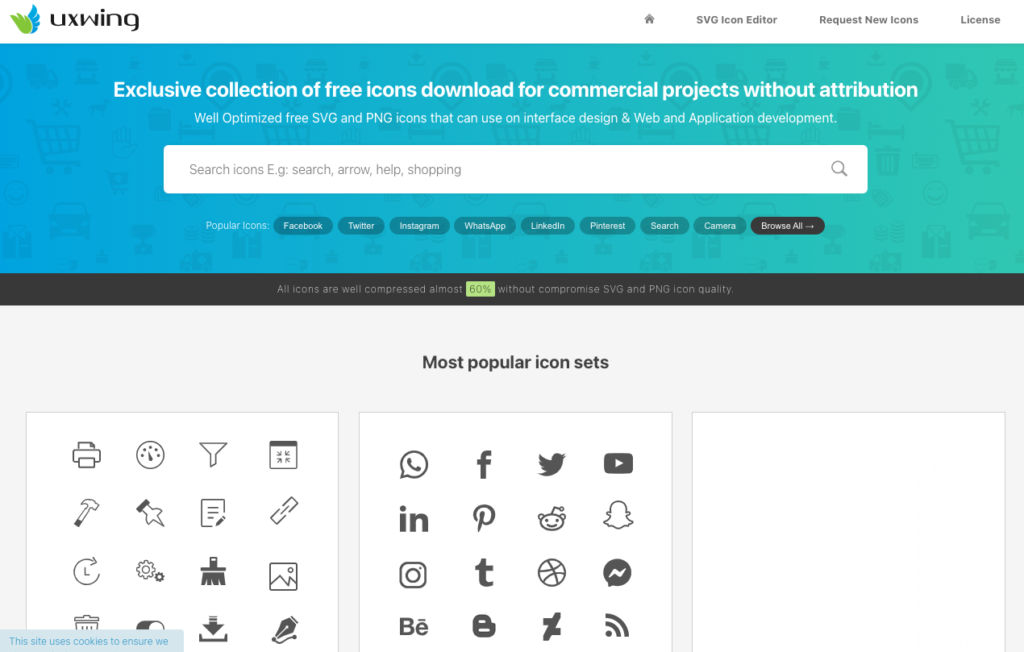 uxwing
SVG Icon Editor
Request New Icons
License
Exclusive collection of free icons download for commercial projects without attribution
Well Optimized free SVG and PNG icons that can use on interface design & Web and Application development.
Search icons E.g: search, arrow, help, shopping
Popular Icons: Facebook Twitter Instagram WhatsApp LinkedIn Pinterest Search Camera Browse All →
All icons are well compressed almost 60% without compromise SVG and PNG icon quality.
Most popular icon sets
This site uses cookies to ensure we